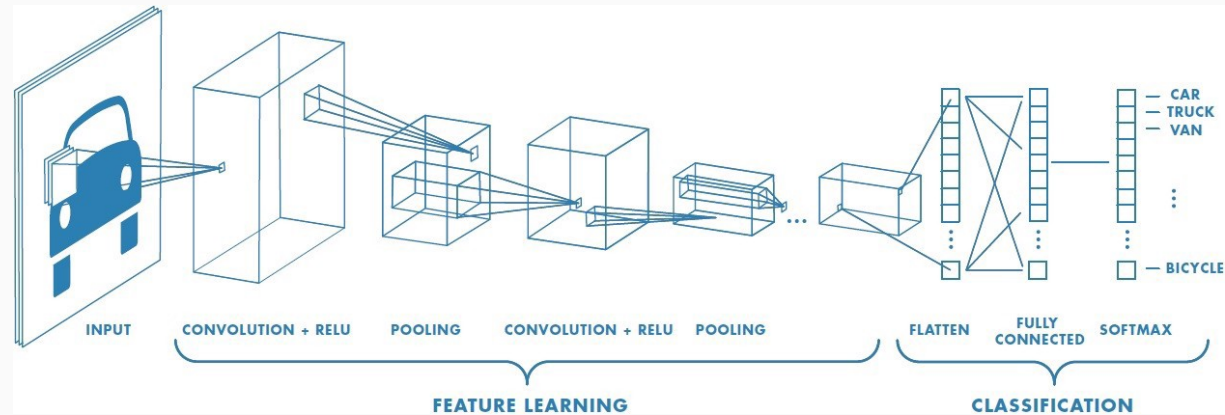 CAR
TRUCK
VAN
BICYCLE
INPUT
CONVOLUTION + RELU
POOLING
CONVOLUTION + RELU
POOLING
FLATTEN
FULLY
CONNECTED
SOFTMAX
FEATURE LEARNING
CLASSIFICATION